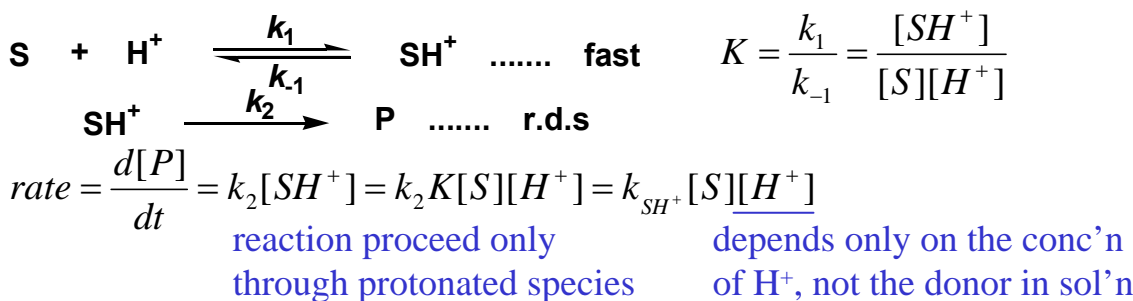 S + H⁺ k₁ k₋₁ SH⁺ ....... fast K = k₁/k₋₁ = [SH⁺]/[S][H⁺]
SH⁺ k₂ P ....... r.d.s
rate = d[P]/dt = k₂[SH⁺] = k₂K[S][H⁺] = k_SH⁺[S][H⁺]
reaction proceed only depends only on the conc'n
through protonated species of H⁺, not the donor in sol'n